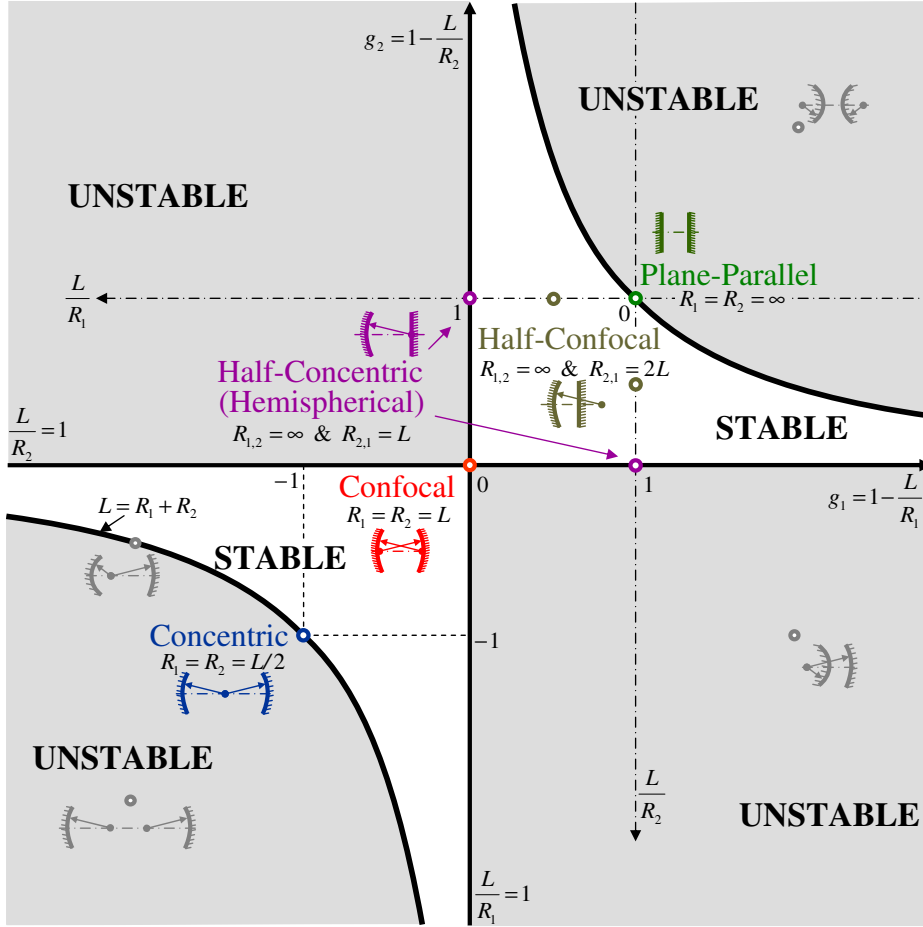 g₂ = 1 − L/R₂
UNSTABLE
UNSTABLE
Plane-Parallel
R₁ = R₂ = ∞
L/R₁
1
0
Half-Confocal
R₁,₂ = ∞ & R₂,₁ = 2L
Half-Concentric
(Hemispherical)
R₁,₂ = ∞ & R₂,₁ = L
L/R₂ = 1
STABLE
−1
0
1
g₁ = 1 − L/R₁
Confocal
R₁ = R₂ = L
L = R₁ + R₂
STABLE
Concentric
R₁ = R₂ = L/2
−1
UNSTABLE
L/R₂
UNSTABLE
L/R₁ = 1